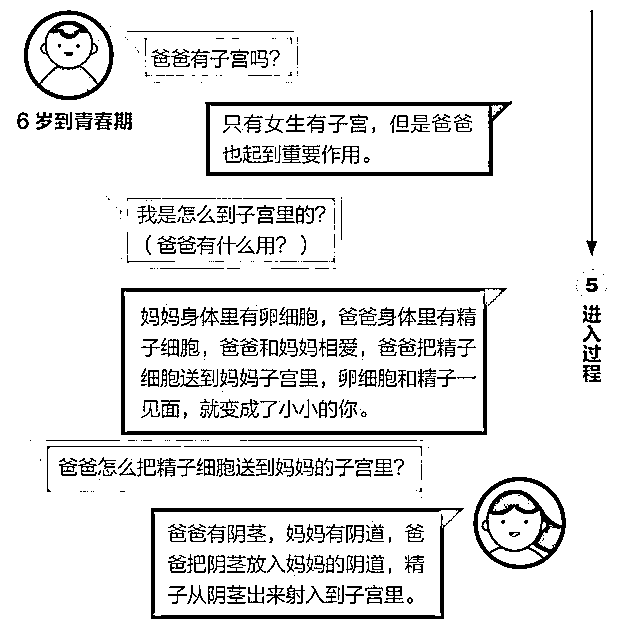 爸爸有子宫吗？
6 岁到青春期
只有女生有子宫，但是爸爸
也起到重要作用。
我是怎么到子宫里的？
（爸爸有什么用？）
5
进入过程
妈妈身体里有卵细胞，爸爸身体里有精
子细胞，爸爸和妈妈相爱，爸爸把精子
细胞送到妈妈子宫里，卵细胞和精子一
见面，就变成了小小的你。
爸爸怎么把精子细胞送到妈妈的子宫里？
爸爸有阴茎，妈妈有阴道，爸
爸把阴茎放入妈妈的阴道，精
子从阴茎出来射入到子宫里。